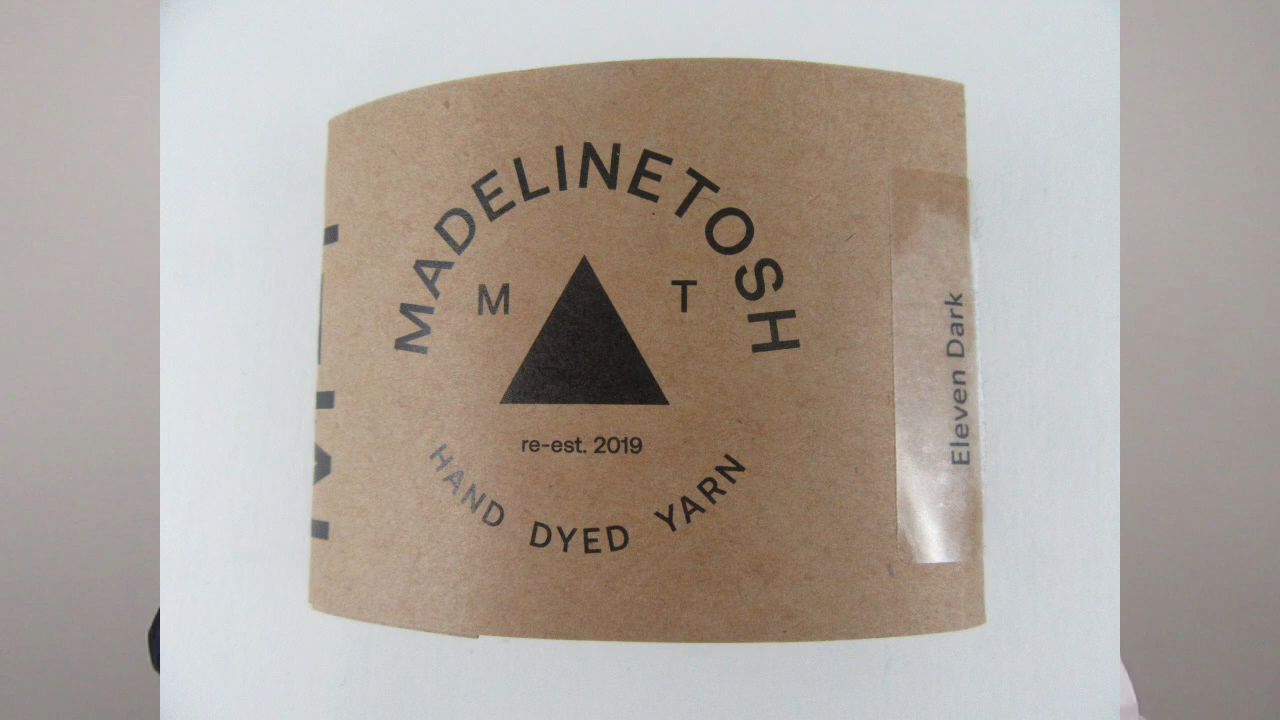 MADELINETOSH
M T
re-est. 2019
HAND DYED YARN
Eleven Dark